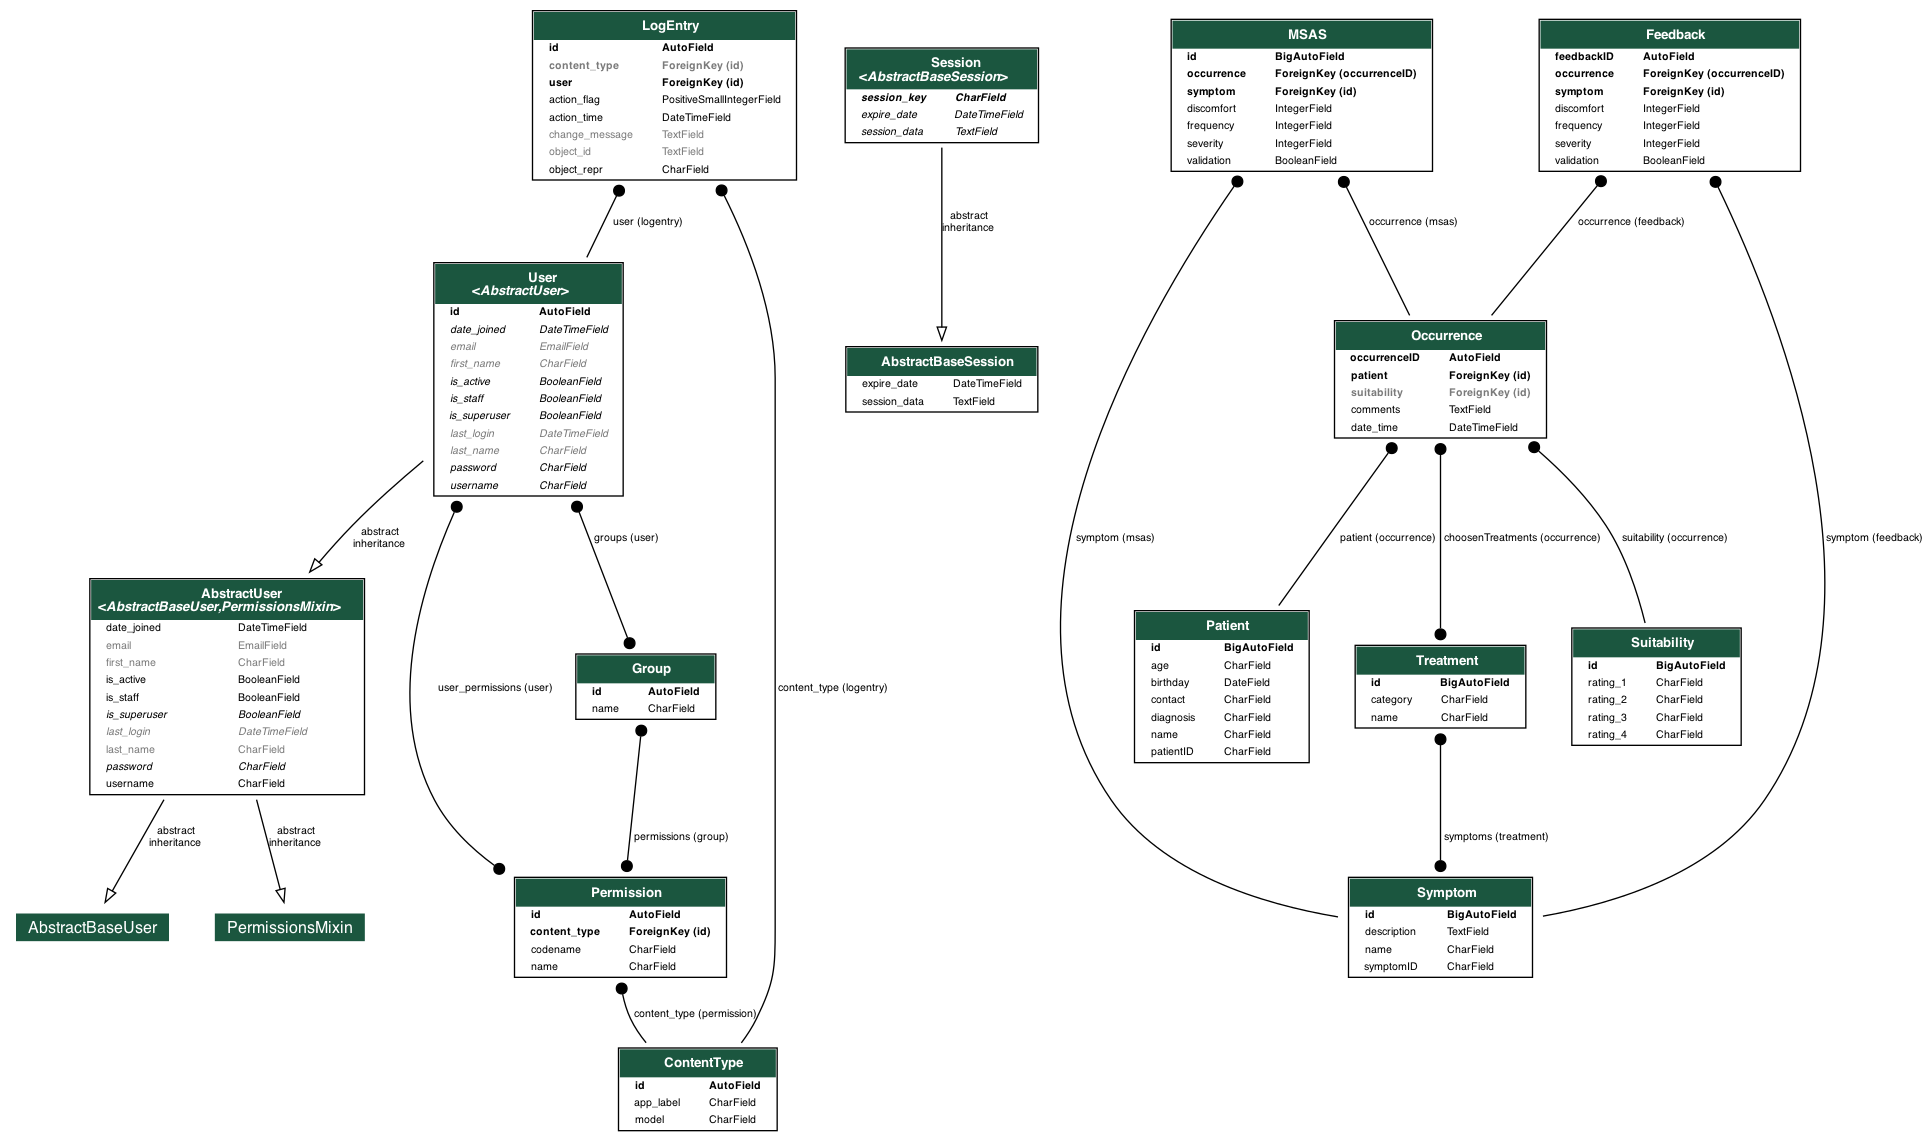 LogEntry
id AutoField
content_type ForeignKey (id)
user ForeignKey (id)
action_flag PositiveSmallIntegerField
action_time DateTimeField
change_message TextField
object_id TextField
object_repr CharField
user (logentry)
Session
<AbstractBaseSession>
session_key CharField
expire_date DateTimeField
session_data TextField
abstract
inheritance
AbstractBaseSession
expire_date DateTimeField
session_data TextField
User
<AbstractUser>
id AutoField
date_joined DateTimeField
email EmailField
first_name CharField
is_active BooleanField
is_staff BooleanField
is_superuser BooleanField
last_login DateTimeField
last_name CharField
password CharField
username CharField
abstract
inheritance
groups (user)
AbstractUser
<AbstractBaseUser,PermissionsMixin>
date_joined DateTimeField
email EmailField
first_name CharField
is_active BooleanField
is_staff BooleanField
is_superuser BooleanField
last_login DateTimeField
last_name CharField
password CharField
username CharField
user_permissions (user)
Group
id AutoField
name CharField
content_type (logentry)
abstract
inheritance
abstract
inheritance
permissions (group)
AbstractBaseUser
PermissionsMixin
Permission
id AutoField
content_type ForeignKey (id)
codename CharField
name CharField
content_type (permission)
ContentType
id AutoField
app_label CharField
model CharField
MSAS
id BigAutoField
occurrence ForeignKey (occurrenceID)
symptom ForeignKey (id)
discomfort IntegerField
frequency IntegerField
severity IntegerField
validation BooleanField
Feedback
feedbackID AutoField
occurrence ForeignKey (occurrenceID)
symptom ForeignKey (id)
discomfort IntegerField
frequency IntegerField
severity IntegerField
validation BooleanField
occurrence (msas)
occurrence (feedback)
Occurrence
occurrenceID AutoField
patient ForeignKey (id)
suitability ForeignKey (id)
comments TextField
date_time DateTimeField
symptom (msas)
patient (occurrence)
choosenTreatments (occurrence)
suitability (occurrence)
symptom (feedback)
Patient
id BigAutoField
age CharField
birthday DateField
contact CharField
diagnosis CharField
name CharField
patientID CharField
Treatment
id BigAutoField
category CharField
name CharField
Suitability
id BigAutoField
rating_1 CharField
rating_2 CharField
rating_3 CharField
rating_4 CharField
symptoms (treatment)
Symptom
id BigAutoField
description TextField
name CharField
symptomID CharField